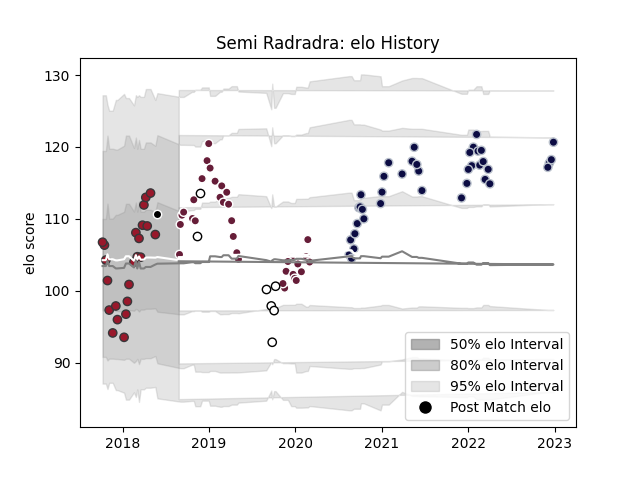 Semi Radradra: elo History
elo score
130
120
110
100
90
2018
2019
2020
2021
2022
2023
50% elo Interval
80% elo Interval
95% elo Interval
Post Match elo